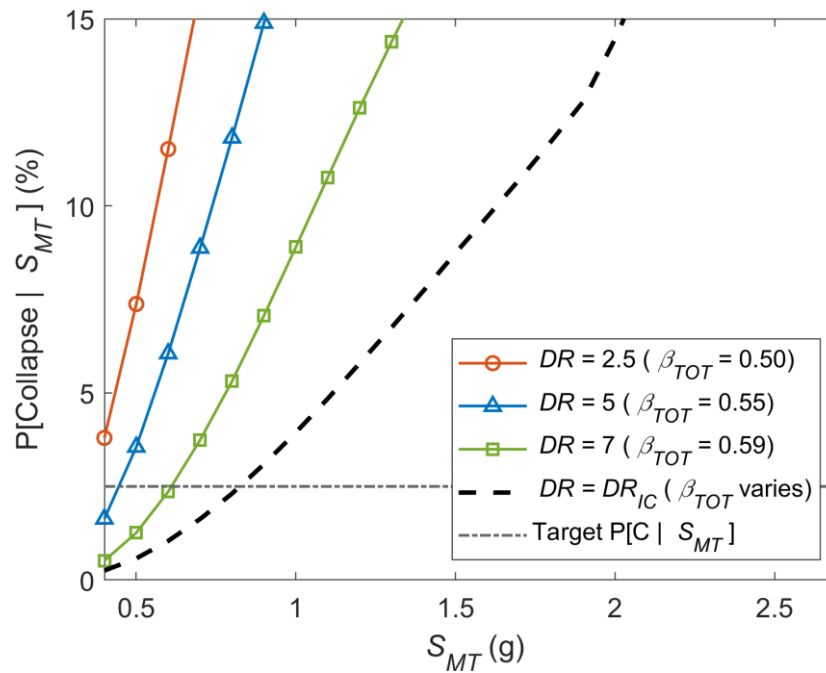 15
10
5
0
P[Collapse | S_MT] (%)
DR = 2.5 ( β_TOT = 0.50)
DR = 5 ( β_TOT = 0.55)
DR = 7 ( β_TOT = 0.59)
DR = DR_IC ( β_TOT varies)
Target P[C | S_MT]
0.5 1 1.5 2 2.5
S_MT (g)